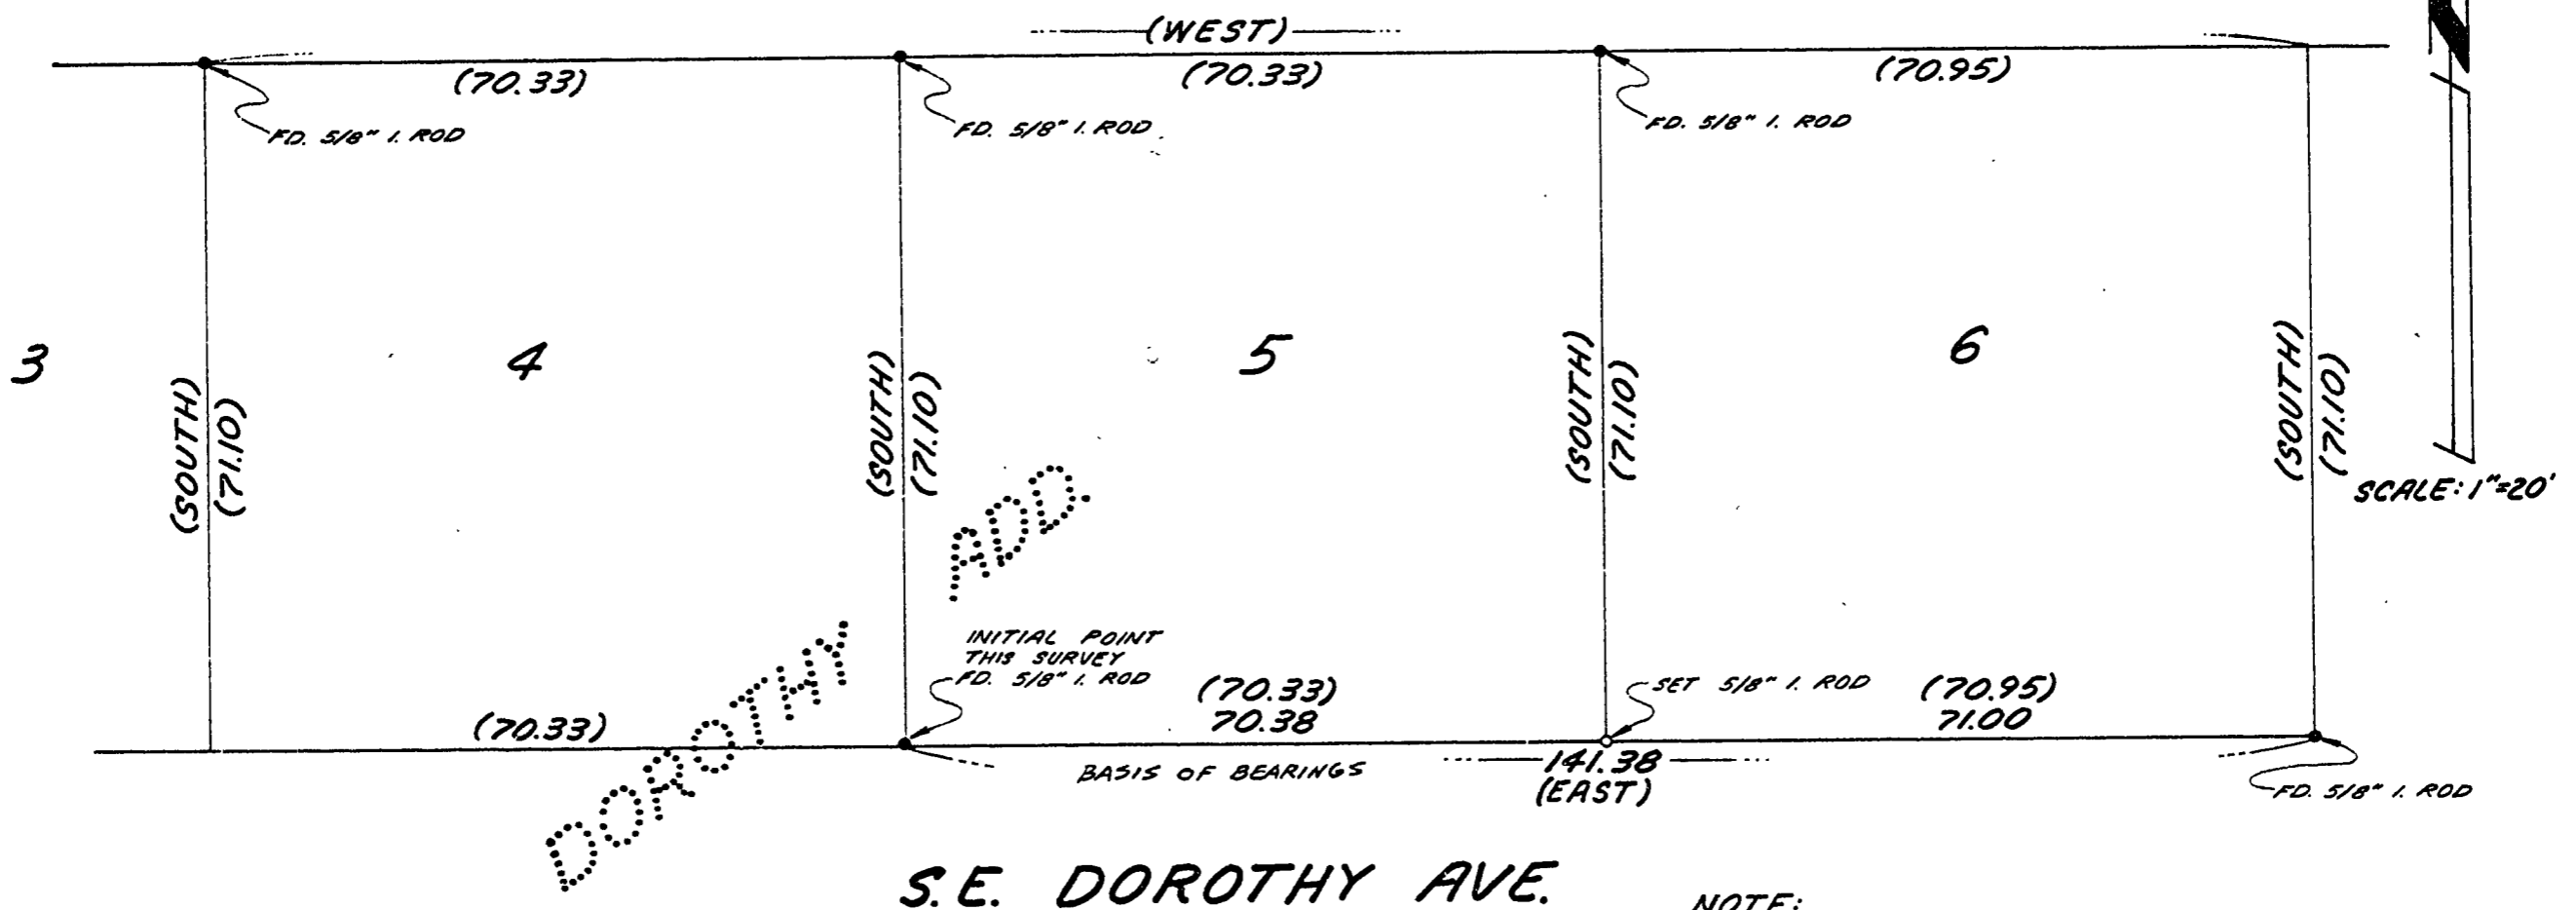 (WEST)
(70.33)
(70.33)
(70.95)
FD. 5/8" I. ROD
FD. 5/8" I. ROD
FD. 5/8" I. ROD
3
4
5
6
(SOUTH)
(71.10)
(SOUTH)
(71.10)
(SOUTH)
(71.10)
(SOUTH)
(71.10)
SCALE: 1"=20'
DOROTHY ADD.
INITIAL POINT
THIS SURVEY
FD. 5/8" I. ROD
(70.33)
(70.33)
70.38
SET 5/8" I. ROD
(70.95)
71.00
BASIS OF BEARINGS
141.38
(EAST)
FD. 5/8" I. ROD
S.E. DOROTHY AVE.
NOTE: